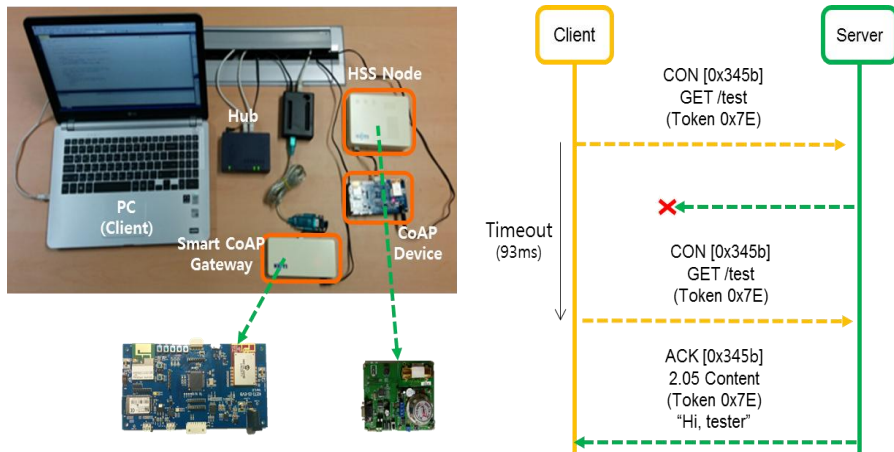 HSS Node
Hub
PC
(Client)
CoAP
Device
Smart CoAP
Gateway
Client
Server
CON [0x345b]
GET /test
(Token 0x7E)
Timeout
(93ms)
CON [0x345b]
GET /test
(Token 0x7E)
ACK [0x345b]
2.05 Content
(Token 0x7E)
“Hi, tester”